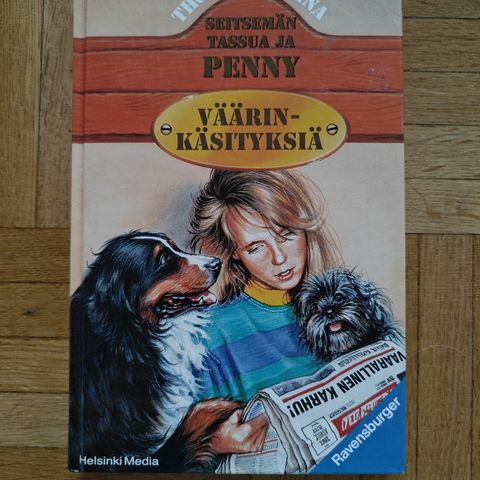 SEITSEMÄN
TASSUA JA
PENNY
VÄÄRIN-
KÄSITYKSIÄ
VAARALLINEN KARHU!
Ravensburger
Helsinki Media